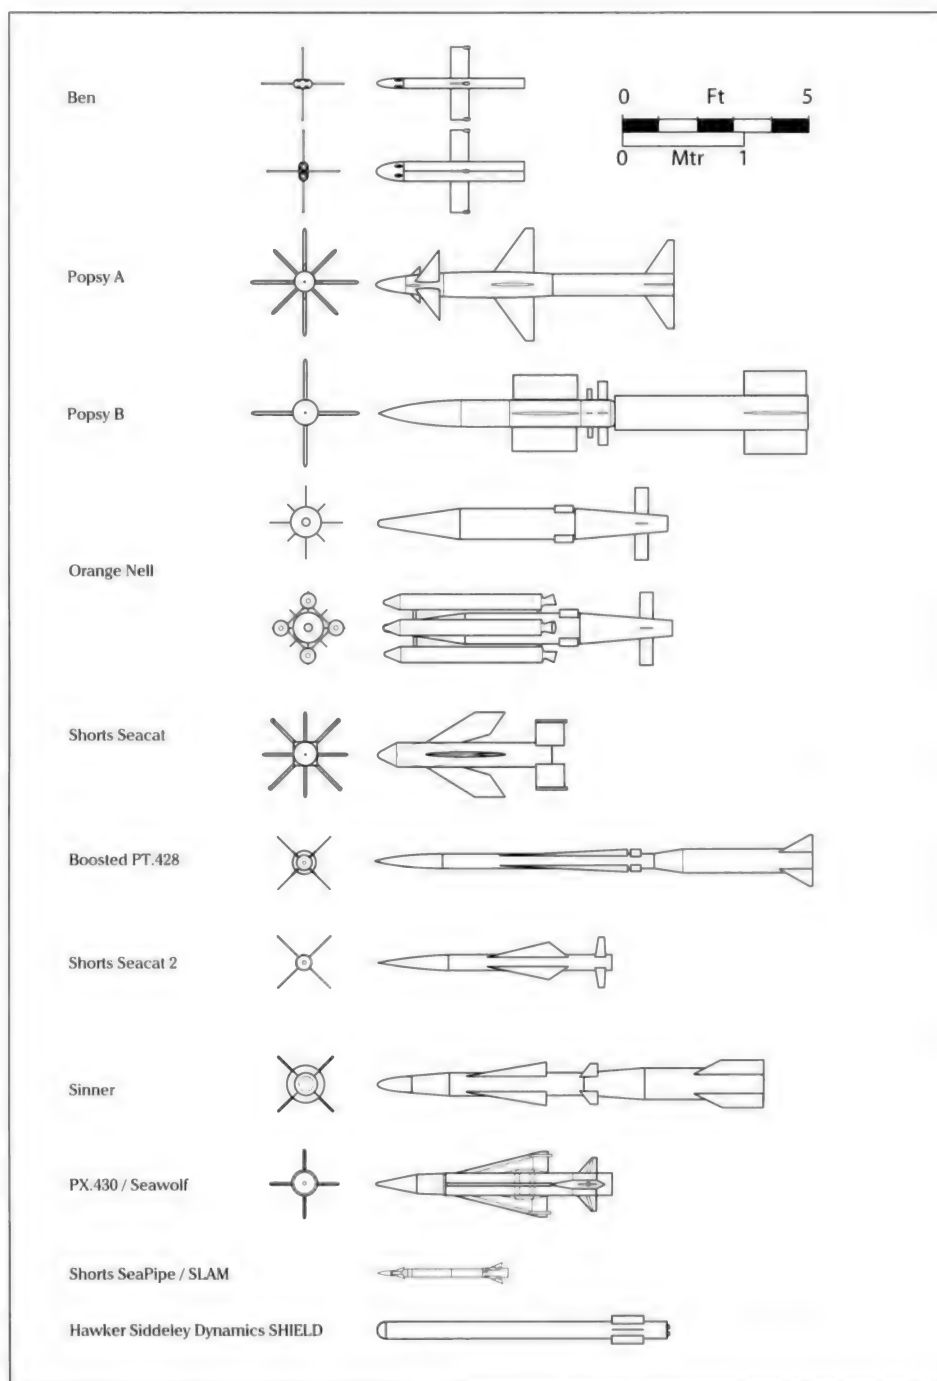 Ben
0 Ft 5
0 Mtr 1
Popsy A
Popsy B
Orange Nell
Shorts Seacat
Boosted PT.428
Shorts Seacat 2
Sinner
PX.430 / Seawolf
Shorts SeaPipe / SLAM
Hawker Siddeley Dynamics SHIELD